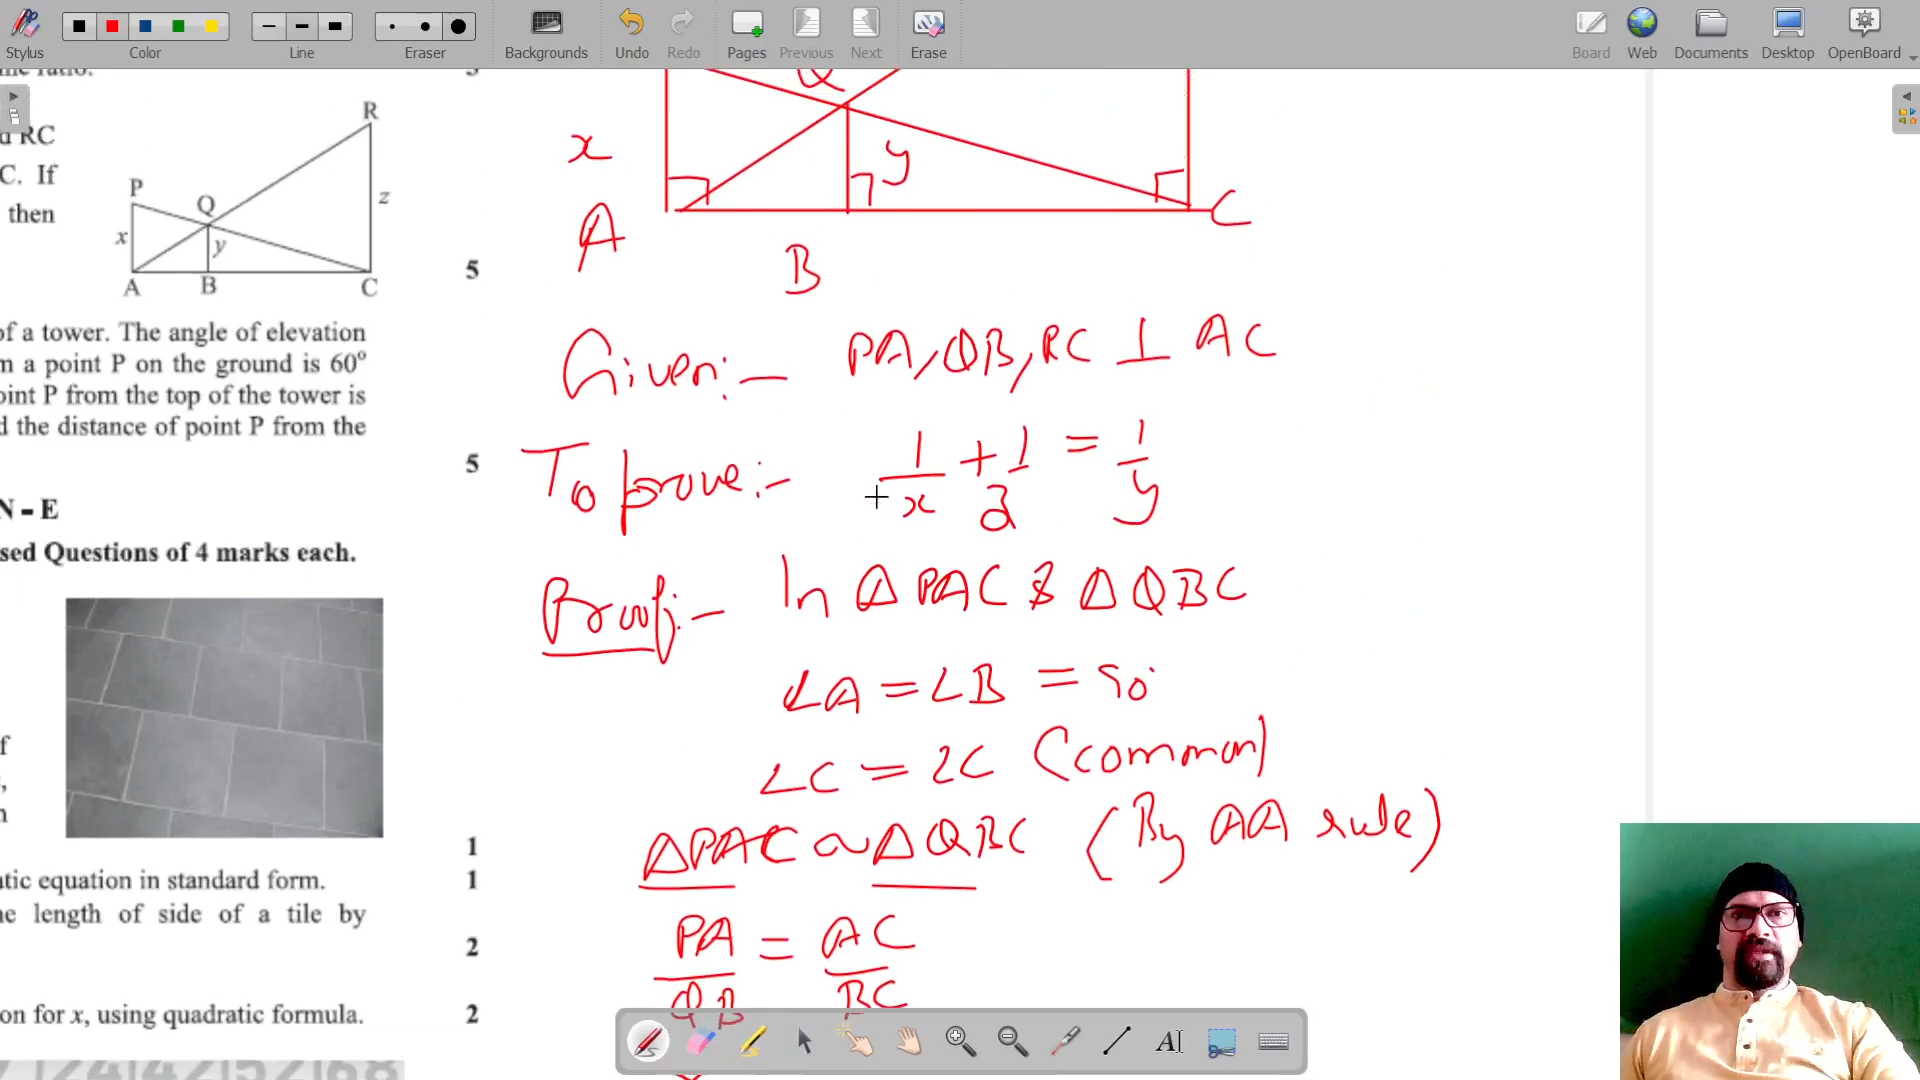 Stylus Color Line Eraser Backgrounds Undo Redo Pages Previous Next Erase Board Web Documents Desktop OpenBoard
RC
C. If
then
5
P
Q
R
x
y
z
A
B
C
of a tower. The angle of elevation
m a point P on the ground is 60°
oint P from the top of the tower is
d the distance of point P from the
5
N - E
sed Questions of 4 marks each.
f
1
tic equation in standard form.
1
e length of side of a tile by
2
on for x, using quadratic formula.
2
Q
x
y
A
B
C
Given:- PA, QB, RC ⊥ AC
To prove:- 1/x + 1/z = 1/y
Proof:- In Δ PAC & Δ QBC
∠A = ∠B = 90°
∠C = ∠C (common)
ΔPAC ~ ΔQBC (By AA rule)
PA/QB = AC/BC